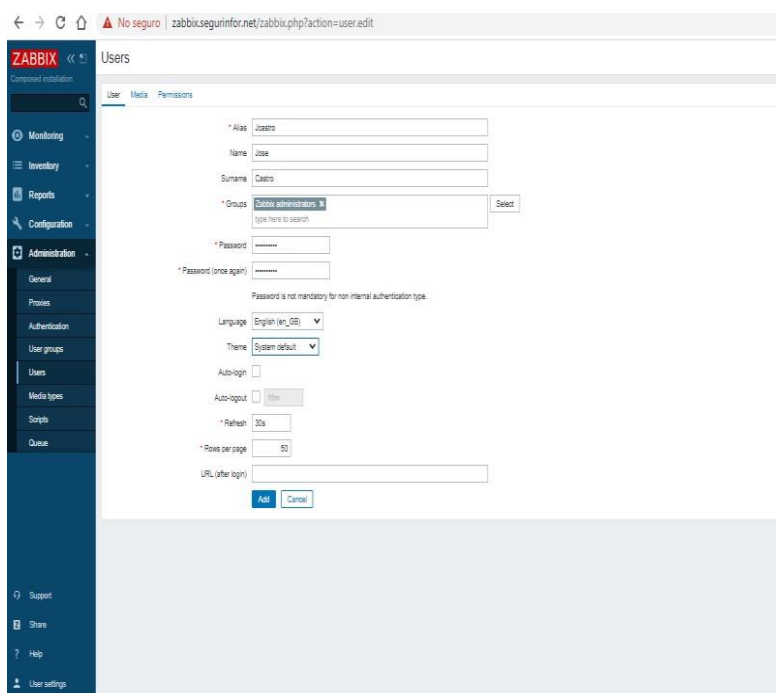 No seguro | zabbix.segurinfor.net/zabbix.php?action=user.edit
ZABBIX
Composed installation
Monitoring
Inventory
Reports
Configuration
Administration
General
Proxies
Authentication
User groups
Users
Media types
Scripts
Queue
Support
Share
Help
User settings
Users
User Media Permissions
* Alias Jcastro
Name Jose
Surname Castro
* Groups Zabbix administrators Select
type here to search
* Password ••••••••••
* Password (once again) ••••••••••
Password is not mandatory for non internal authentication type.
Language English (en_GB)
Theme System default
Auto-login
Auto-logout 15m
* Refresh 30s
* Rows per page 50
URL (after login)
Add Cancel